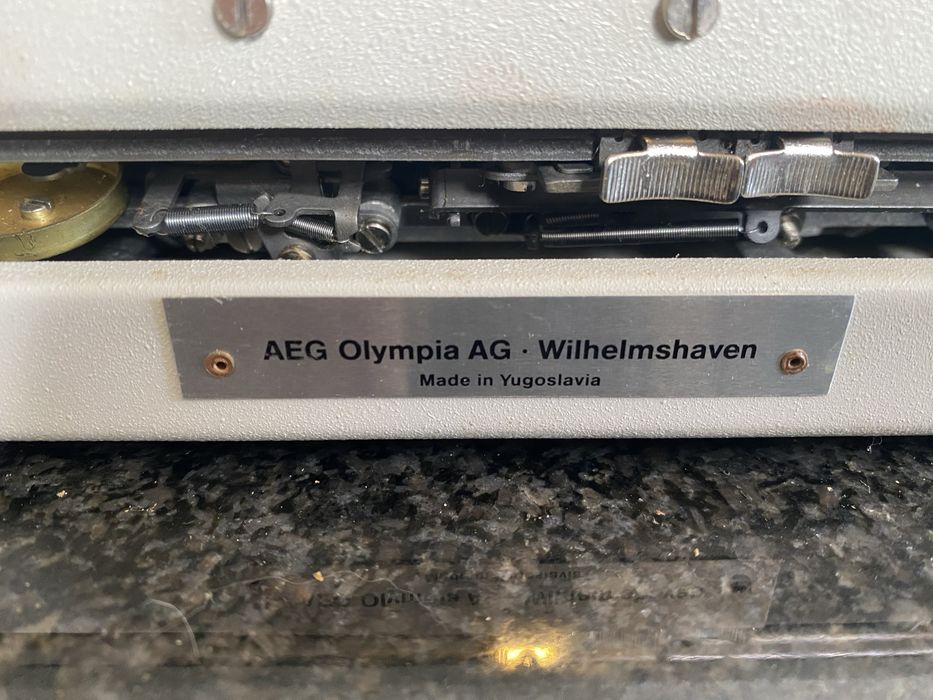 AEG Olympia AG · Wilhelmshaven
Made in Yugoslavia